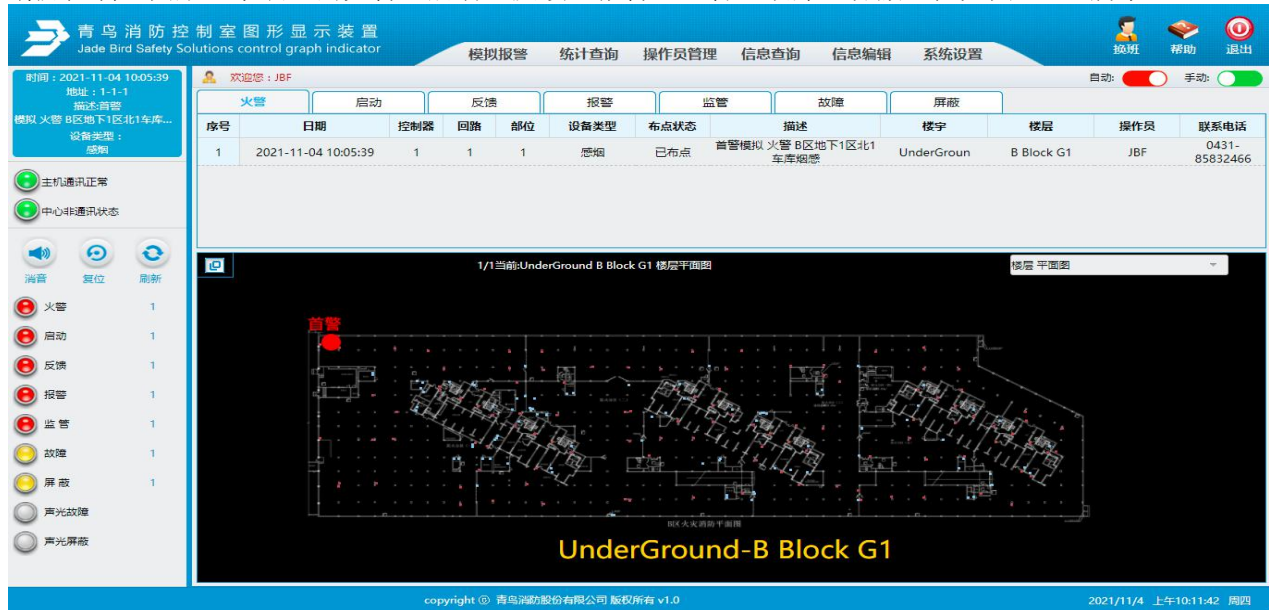 青鸟消防控制室图形显示装置
Jade Bird Safety Solutions control graph indicator
模拟报警 统计查询 操作员管理 信息查询 信息编辑 系统设置
换班 帮助 退出
时间：2021-11-04 10:05:39
地址：1-1-1
描述:首警
模拟 火警 B区地下1区北1车库...
设备类型：
感烟
欢迎您：JBF
自动: 手动:
火警 启动 反馈 报警 监管 故障 屏蔽
序号 日期 控制器 回路 部位 设备类型 布点状态 描述 楼宇 楼层 操作员 联系电话
1 2021-11-04 10:05:39 1 1 1 感烟 已布点 首警模拟 火警 B区地下1区北1车库烟感 UnderGroun B Block G1 JBF 0431-85832466
主机通讯正常
中心非通讯状态
消音 复位 刷新
火警 1
启动 1
反馈 1
报警 1
监管 1
故障 1
屏蔽 1
声光故障
声光屏蔽
1/1当前:UnderGround B Block G1 楼层平面图
楼层 平面图
首警
B区火灾消防平面图
UnderGround-B Block G1
copyright © 青鸟消防股份有限公司 版权所有 v1.0
2021/11/4 上午10:11:42 周四